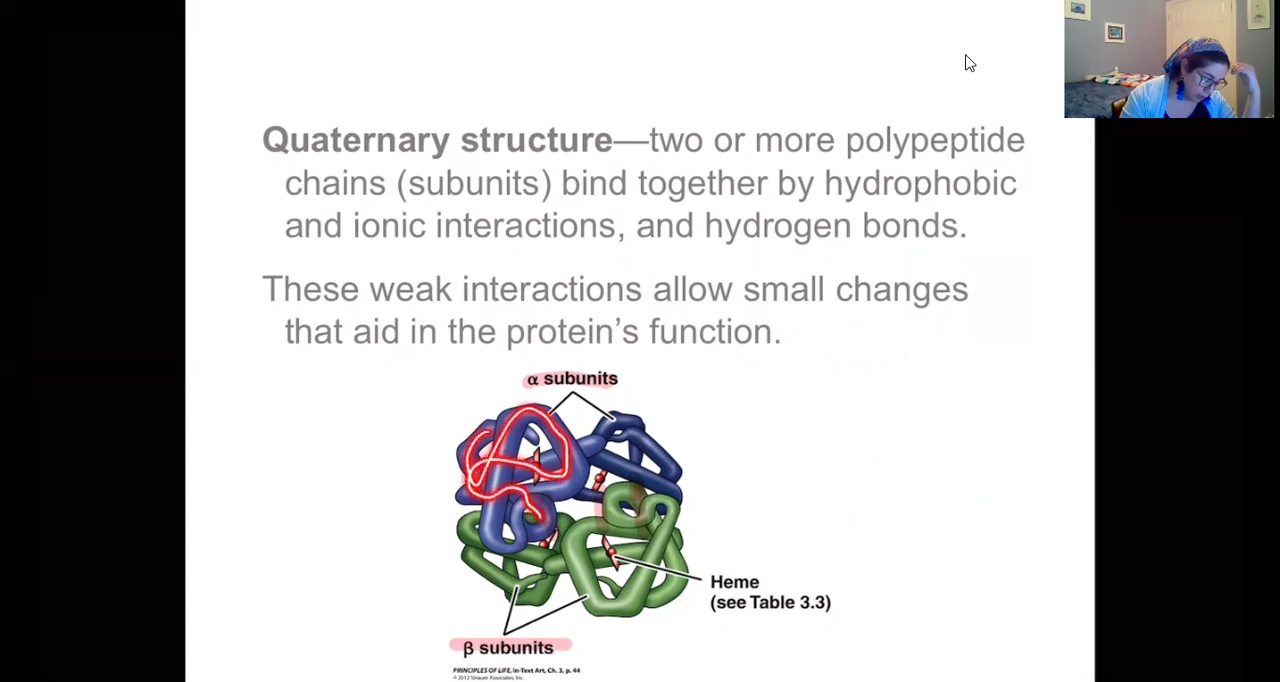 Quaternary structure—two or more polypeptide
chains (subunits) bind together by hydrophobic
and ionic interactions, and hydrogen bonds.
These weak interactions allow small changes
that aid in the protein’s function.
α subunits
Heme
(see Table 3.3)
β subunits
PRINCIPLES OF LIFE, In-Text Art, Ch. 3, p. 44
© 2012 Sinauer Associates, Inc.